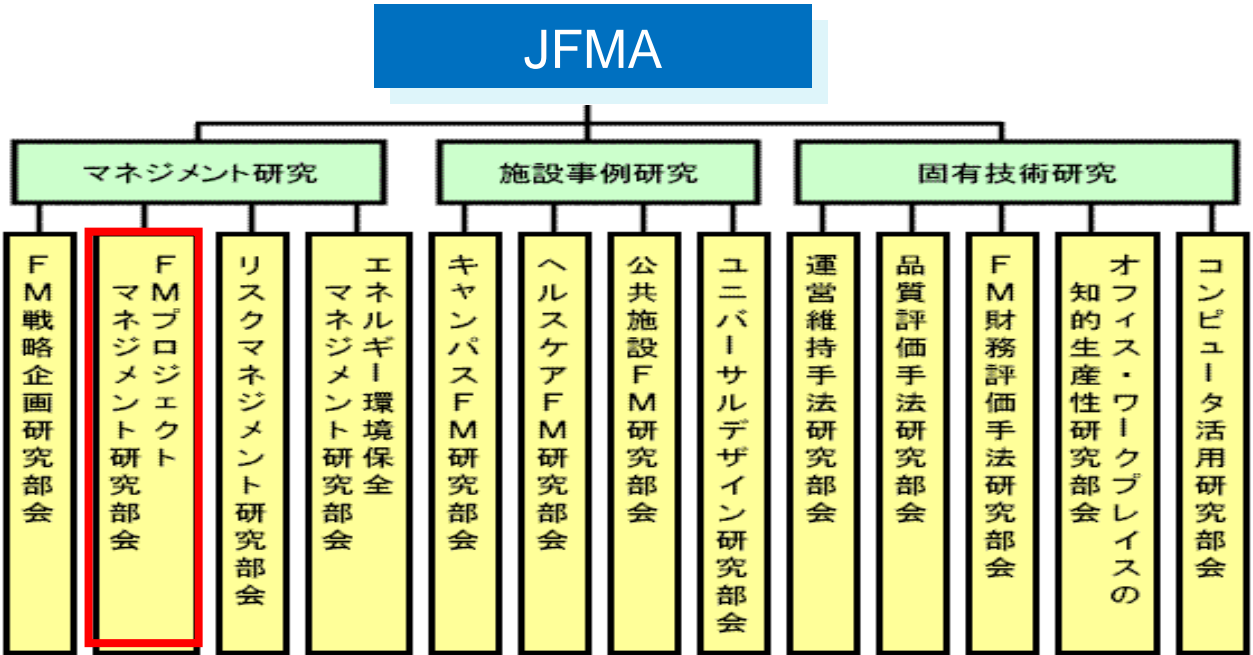 JFMA
マネジメント研究
施設事例研究
固有技術研究
FM戦略企画研究部会
FMプロジェクト
マネジメント研究部会
リスクマネジメント研究部会
エネルギー環境保全
マネジメント研究部会
キャンパスFM研究部会
ヘルスケアFM研究部会
公共施設FM研究部会
ユニバーサルデザイン研究部会
運営維持手法研究部会
品質評価手法研究部会
FM財務評価手法研究部会
オフィス・ワークプレイスの
知的生産性研究部会
コンピュータ活用研究部会